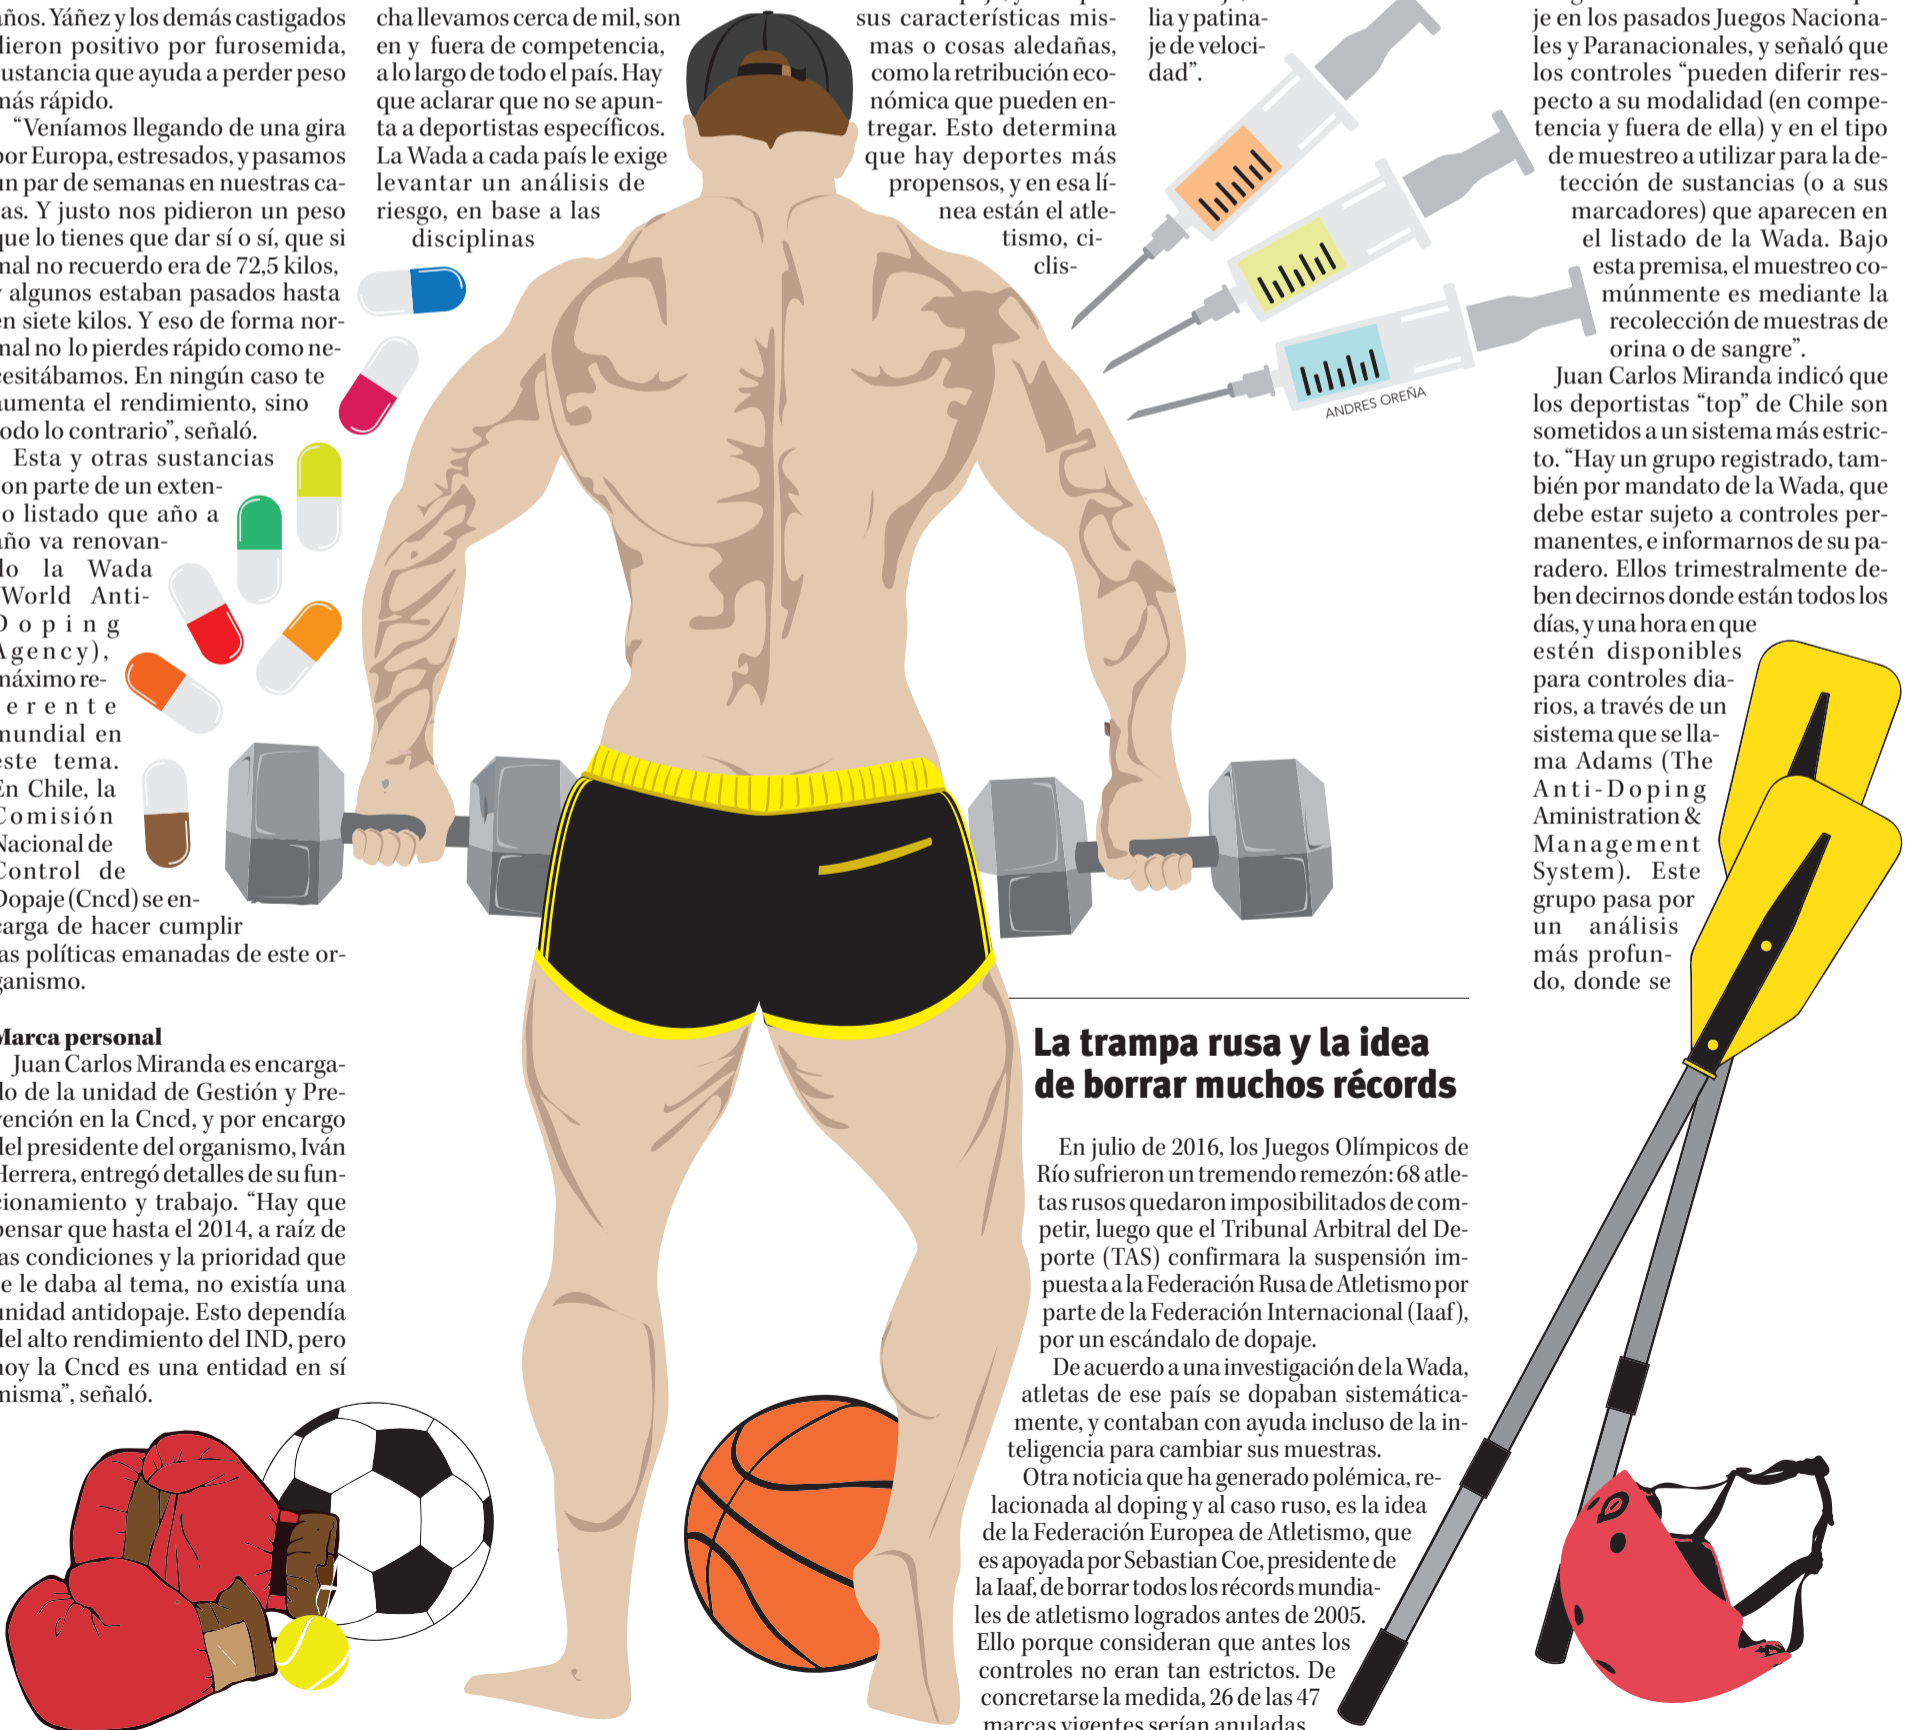 años. Yáñez y los demás castigados
dieron positivo por furosemida,
sustancia que ayuda a perder peso
más rápido.
“Veníamos llegando de una gira
por Europa, estresados, y pasamos
un par de semanas en nuestras ca-
sas. Y justo nos pidieron un peso
que lo tienes que dar sí o sí, que si
mal no recuerdo era de 72,5 kilos,
y algunos estaban pasados hasta
en siete kilos. Y eso de forma nor-
mal no lo pierdes rápido como ne-
cesitábamos. En ningún caso te
aumenta el rendimiento, sino
todo lo contrario”, señaló.
Esta y otras sustancias
son parte de un exten-
so listado que año a
año va renovan-
do la Wada
(World Anti-
Doping
Agency),
máximo re-
ferente
mundial en
este tema.
En Chile, la
Comisión
Nacional de
Control de
Dopaje (Cncd) se en-
carga de hacer cumplir
las políticas emanadas de este or-
ganismo.
Marca personal
Juan Carlos Miranda es encarga-
do de la unidad de Gestión y Pre-
vención en la Cncd, y por encargo
del presidente del organismo, Iván
Herrera, entregó detalles de su fun-
cionamiento y trabajo. “Hay que
pensar que hasta el 2014, a raíz de
las condiciones y la prioridad que
se le daba al tema, no existía una
unidad antidopaje. Esto dependía
del alto rendimiento del IND, pero
hoy la Cncd es una entidad en sí
misma”, señaló.
cha llevamos cerca de mil, son
en y fuera de competencia,
a lo largo de todo el país. Hay
que aclarar que no se apun-
ta a deportistas específicos.
La Wada a cada país le exige
levantar un análisis de
riesgo, en base a las
disciplinas
sus características mis-
mas o cosas aledañas,
como la retribución eco-
nómica que pueden en-
tregar. Esto determina
que hay deportes más
propensos, y en esa lí-
nea están el atle-
tismo, ci-
clis-
lia y patina-
je de veloci-
dad”.
ANDRES OREÑA
La trampa rusa y la idea
de borrar muchos récords
En julio de 2016, los Juegos Olímpicos de
Río sufrieron un tremendo remezón: 68 atle-
tas rusos quedaron imposibilitados de com-
petir, luego que el Tribunal Arbitral del De-
porte (TAS) confirmara la suspensión im-
puesta a la Federación Rusa de Atletismo por
parte de la Federación Internacional (Iaaf),
por un escándalo de dopaje.
De acuerdo a una investigación de la Wada,
atletas de ese país se dopaban sistemática-
mente, y contaban con ayuda incluso de la in-
teligencia para cambiar sus muestras.
Otra noticia que ha generado polémica, re-
lacionada al doping y al caso ruso, es la idea
de la Federación Europea de Atletismo, que
es apoyada por Sebastian Coe, presidente de
la Iaaf, de borrar todos los récords mundia-
les de atletismo logrados antes de 2005.
Ello porque consideran que antes los
controles no eran tan estrictos. De
concretarse la medida, 26 de las 47
marcas vigentes serían anuladas
je en los pasados Juegos Naciona-
les y Paranacionales, y señaló que
los controles “pueden diferir res-
pecto a su modalidad (en compe-
tencia y fuera de ella) y en el tipo
de muestreo a utilizar para la de-
tección de sustancias (o a sus
marcadores) que aparecen en
el listado de la Wada. Bajo
esta premisa, el muestreo co-
múnmente es mediante la
recolección de muestras de
orina o de sangre”.
Juan Carlos Miranda indicó que
los deportistas “top” de Chile son
sometidos a un sistema más estric-
to. “Hay un grupo registrado, tam-
bién por mandato de la Wada, que
debe estar sujeto a controles per-
manentes, e informarnos de su pa-
radero. Ellos trimestralmente de-
ben decirnos donde están todos los
días, y una hora en que
estén disponibles
para controles dia-
rios, a través de un
sistema que se lla-
ma Adams (The
Anti-Doping
Aministration &
Management
System). Este
grupo pasa por
un análisis
más profun-
do, donde se